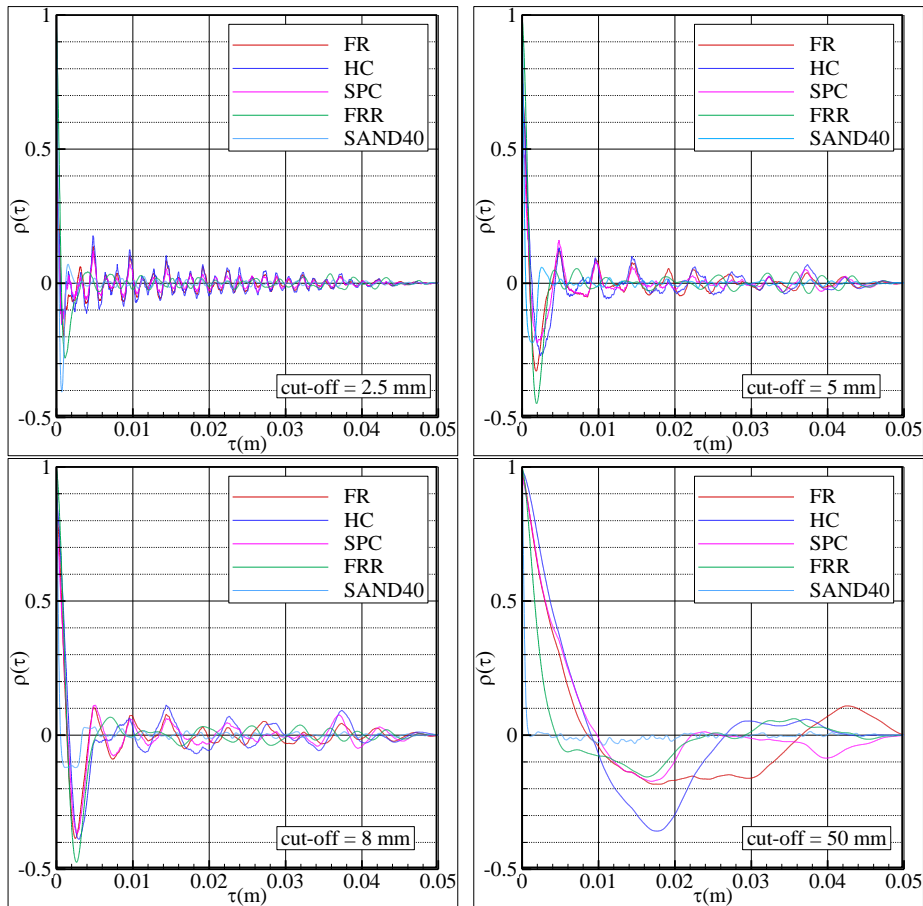 1
FR
HC
SPC
FRR
SAND40
0.5
ρ(τ)
0
cut-off = 2.5 mm
-0.5
0 0.01 0.02 0.03 0.04 0.05
τ(m)
1
FR
HC
SPC
FRR
SAND40
0.5
ρ(τ)
0
cut-off = 5 mm
-0.5
0 0.01 0.02 0.03 0.04 0.05
τ(m)
1
FR
HC
SPC
FRR
SAND40
0.5
ρ(τ)
0
cut-off = 8 mm
-0.5
0 0.01 0.02 0.03 0.04 0.05
τ(m)
1
FR
HC
SPC
FRR
SAND40
0.5
ρ(τ)
0
cut-off = 50 mm
-0.5
0 0.01 0.02 0.03 0.04 0.05
τ(m)